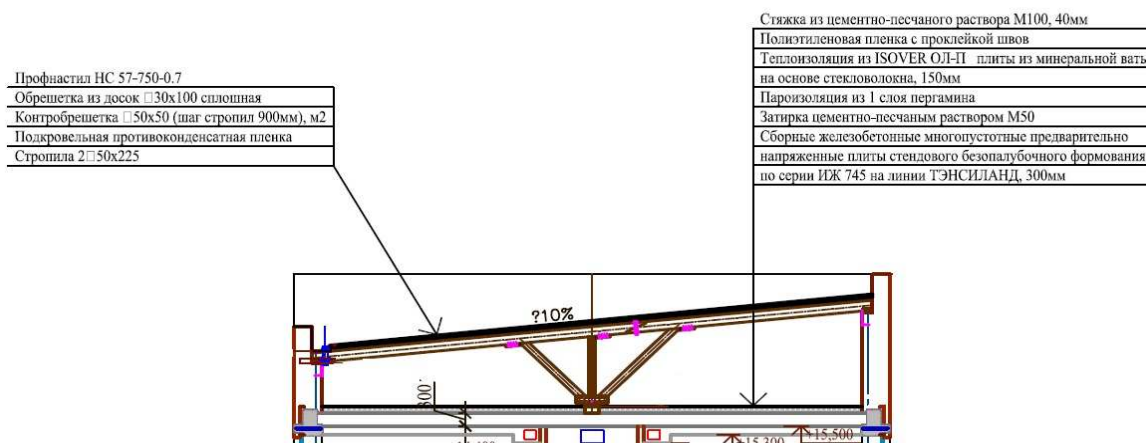 Стяжка из цементно-песчаного раствора М100, 40мм
Полиэтиленовая пленка с проклейкой швов
Теплоизоляция из ISOVER ОЛ-П плиты из минеральной ваты
на основе стекловолокна, 150мм
Пароизоляция из 1 слоя пергамина
Затирка цементно-песчаным раствором М50
Сборные железобетонные многопустотные предварительно
напряженные плиты стендового безопалубочного формования
по серии ИЖ 745 на линии ТЭНСИЛАНД, 300мм
Профнастил НС 57-750-0.7
Обрешетка из досок □30х100 сплошная
Контробрешетка □50х50 (шаг стропил 900мм), м2
Подкровельная противоконденсатная пленка
Стропила 2□50х225
?10%
+15,500